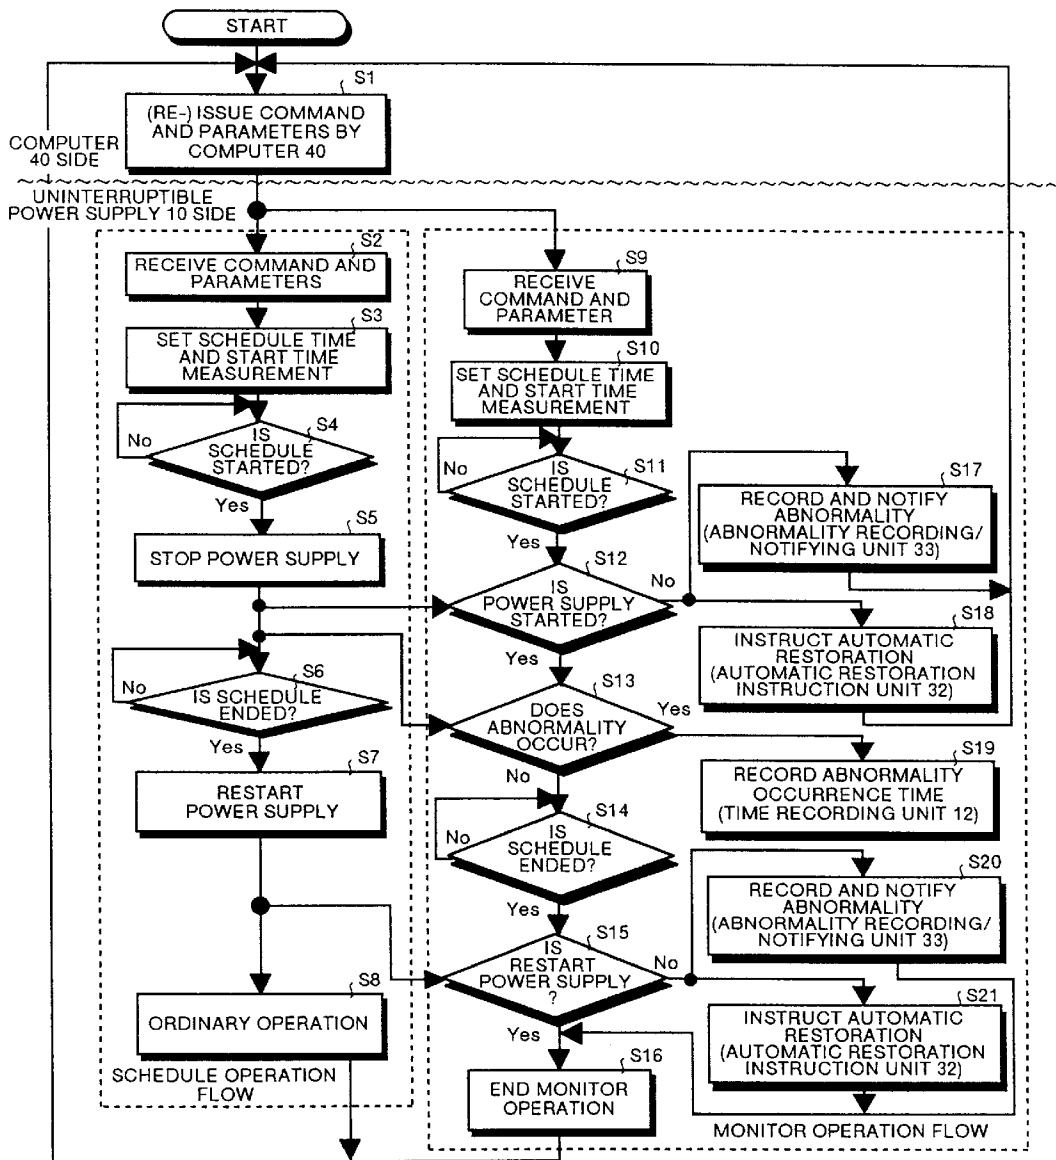 START
S1
(RE-) ISSUE COMMAND
AND PARAMETERS BY
COMPUTER 40
COMPUTER
40 SIDE
UNINTERRUPTIBLE
POWER SUPPLY 10 SIDE
S2
RECEIVE COMMAND AND
PARAMETERS
S3
SET SCHEDULE TIME
AND START TIME
MEASUREMENT
S4
IS
SCHEDULE
STARTED?
No
Yes
S5
STOP POWER SUPPLY
S6
IS SCHEDULE
ENDED?
No
Yes
S7
RESTART
POWER SUPPLY
S8
ORDINARY OPERATION
SCHEDULE OPERATION
FLOW
S9
RECEIVE
COMMAND AND
PARAMETER
S10
SET SCHEDULE TIME
AND START TIME
MEASUREMENT
S11
IS
SCHEDULE
STARTED?
No
Yes
S12
IS
POWER SUPPLY
STARTED?
No
Yes
S13
DOES
ABNORMALITY
OCCUR?
Yes
No
S14
IS
SCHEDULE
ENDED?
No
Yes
S15
IS
RESTART
POWER SUPPLY
?
No
Yes
S16
END MONITOR
OPERATION
S17
RECORD AND NOTIFY
ABNORMALITY
(ABNORMALITY RECORDING/
NOTIFYING UNIT 33)
S18
INSTRUCT AUTOMATIC
RESTORATION
(AUTOMATIC RESTORATION
INSTRUCTION UNIT 32)
S19
RECORD ABNORMALITY
OCCURRENCE TIME
(TIME RECORDING UNIT 12)
S20
RECORD AND NOTIFY
ABNORMALITY
(ABNORMALITY RECORDING/
NOTIFYING UNIT 33)
S21
INSTRUCT AUTOMATIC
RESTORATION
(AUTOMATIC RESTORATION
INSTRUCTION UNIT 32)
MONITOR OPERATION FLOW